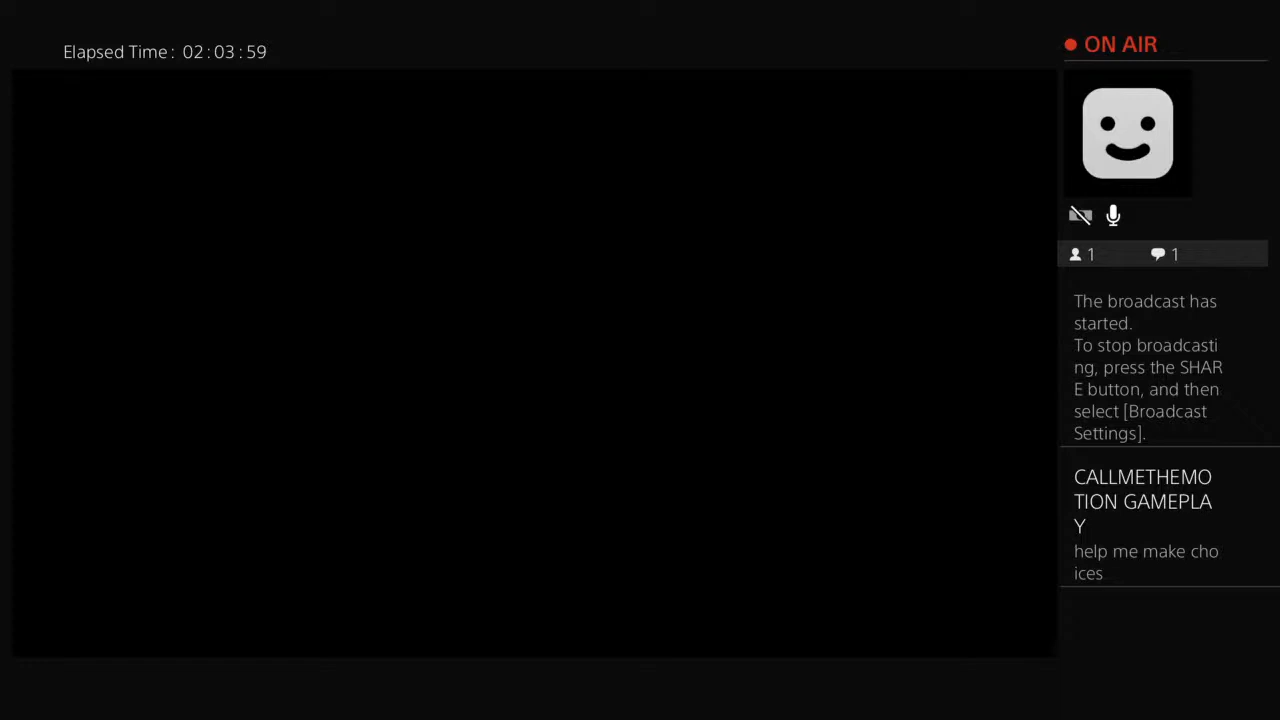 Elapsed Time: 02:03:59
ON AIR
1 1
The broadcast has
started.
To stop broadcasti
ng, press the SHAR
E button, and then
select [Broadcast
Settings].
CALLMETHEMO
TION GAMEPLA
Y
help me make cho
ices